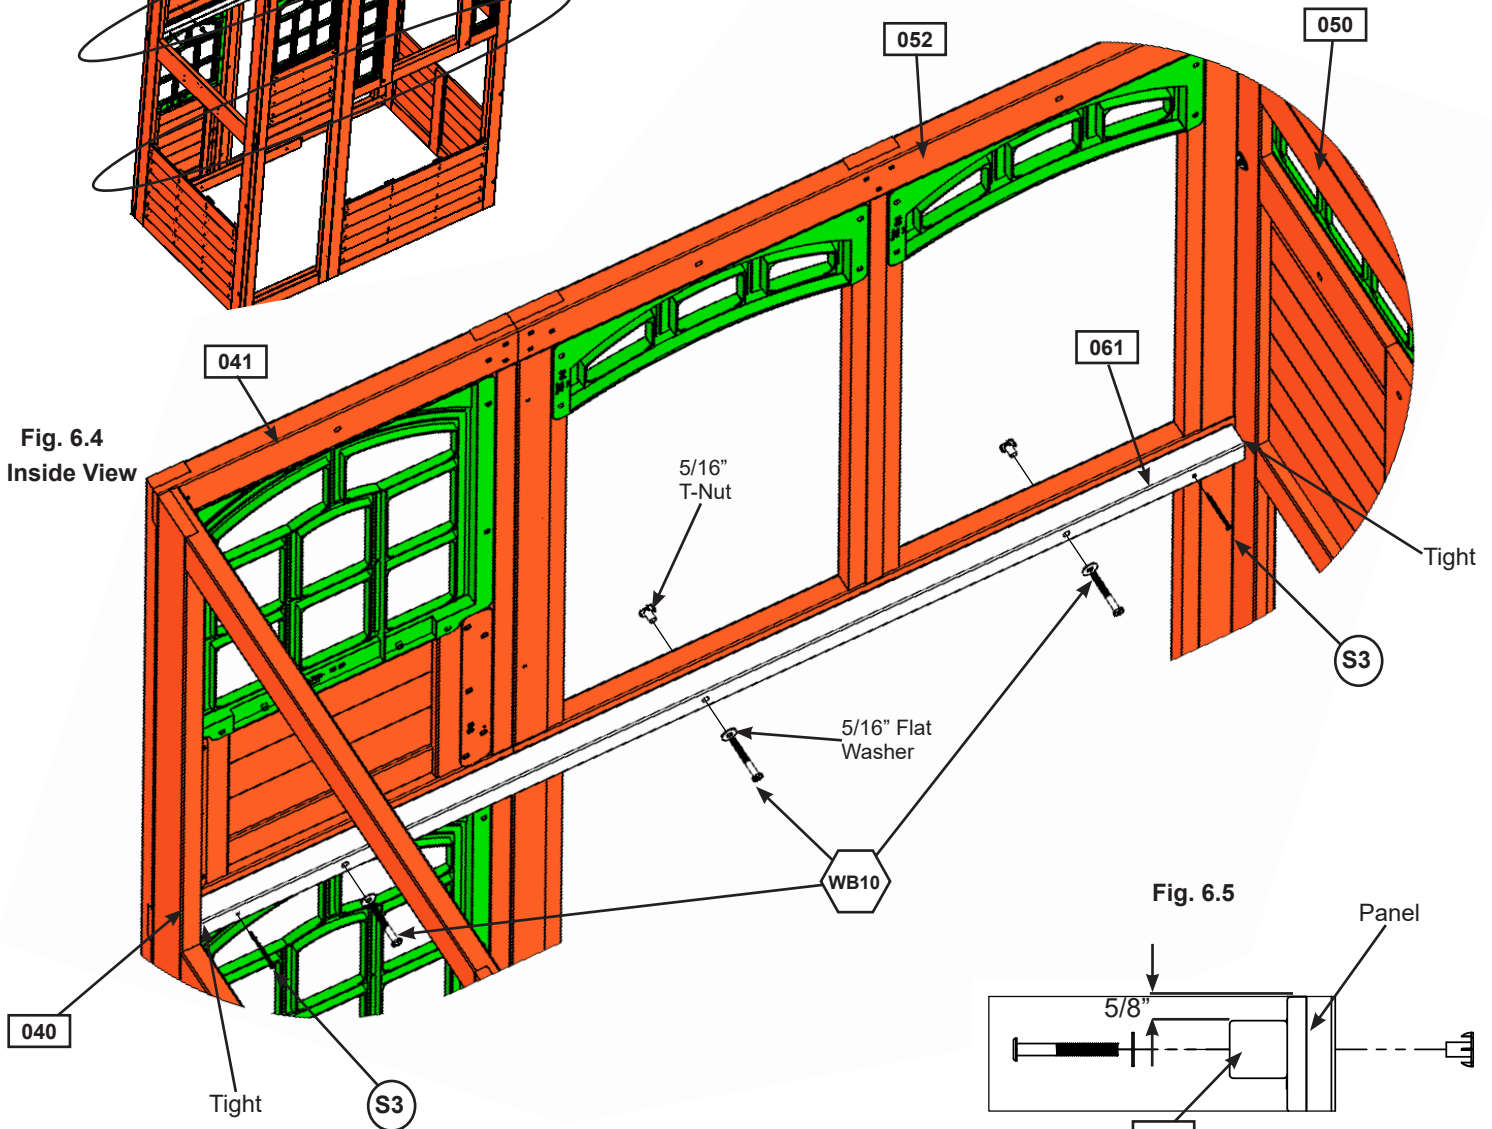 050
052
041
061
Fig. 6.4
Inside View
5/16”
T-Nut
Tight
S3
5/16” Flat
Washer
WB10
Fig. 6.5
Panel
5/8”
040
Tight
S3